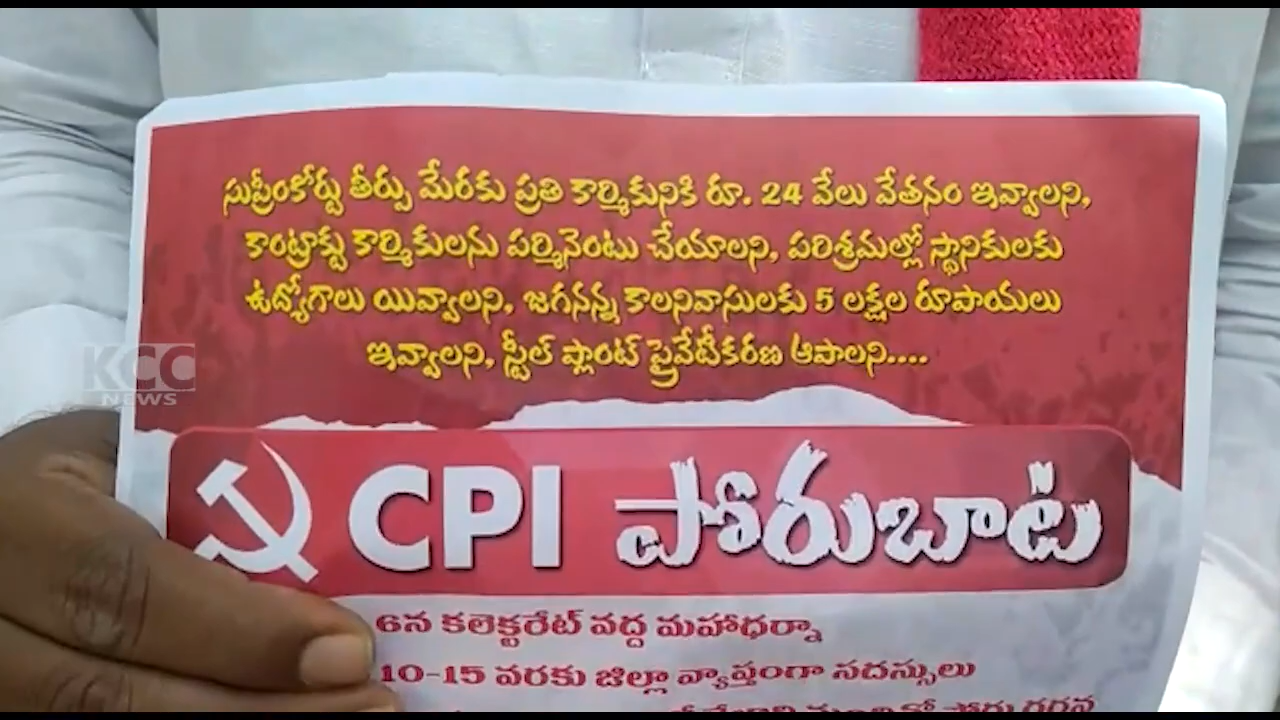 సుప్రీంకోర్టు తీర్పు మేరకు ప్రతి కార్మికునికి రూ. 24 వేలు వేతనం ఇవ్వాలని,
కాంట్రాక్టు కార్మికులను పర్మినెంటు చేయాలని, పరిశ్రమల్లో స్థానికులకు
ఉద్యోగాలు యివ్వాలని, జగనన్న కాలనివాసులకు 5 లక్షల రూపాయలు
ఇవ్వాలని, స్టీల్ ప్లాంట్ ప్రైవేటీకరణ ఆపాలని....
KCC
NEWS
CPI పోరుబాట
6న కలెక్టరేట్ వద్ద మహాధర్నా
10-15 వరకు జిల్లా వ్యాప్తంగా సదస్సులు